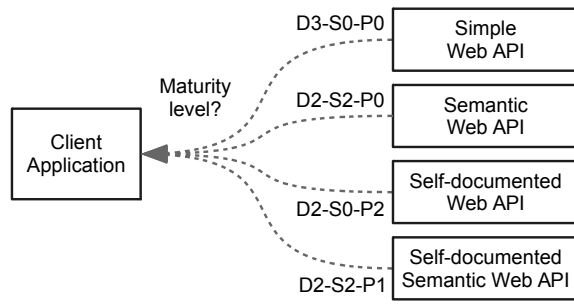 D3-S0-P0
Simple
Web API
Maturity
level?
D2-S2-P0
Semantic
Web API
Client
Application
Self-documented
Web API
D2-S0-P2
Self-documented
Semantic Web API
D2-S2-P1